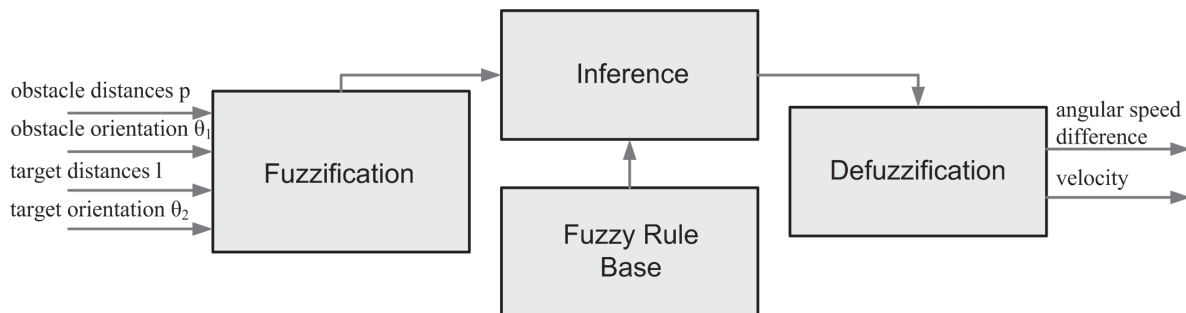 obstacle distances p
obstacle orientation θ₁
target distances l
target orientation θ₂
Fuzzification
Inference
Fuzzy Rule
Base
Defuzzification
angular speed
difference
velocity